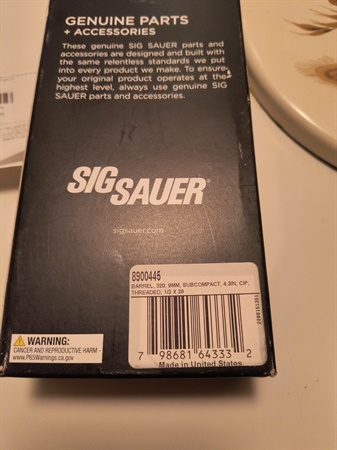 GENUINE PARTS
+ ACCESSORIES
These genuine SIG SAUER parts and
accessories are designed and built with
the same relentless standards we put
into every product we make. To ensure
your original product operates at the
highest level, always use genuine SIG
SAUER parts and accessories.
SIG SAUER®
sigsauer.com
8900445
BARREL, 320, 9MM, SUBCOMPACT, 4.3IN, CIP,
THREADED, 1/2 X 28
7 98681 64333 2
Made in United States
WARNING:
CANCER AND REPRODUCTIVE HARM -
www.P65Warnings.ca.gov